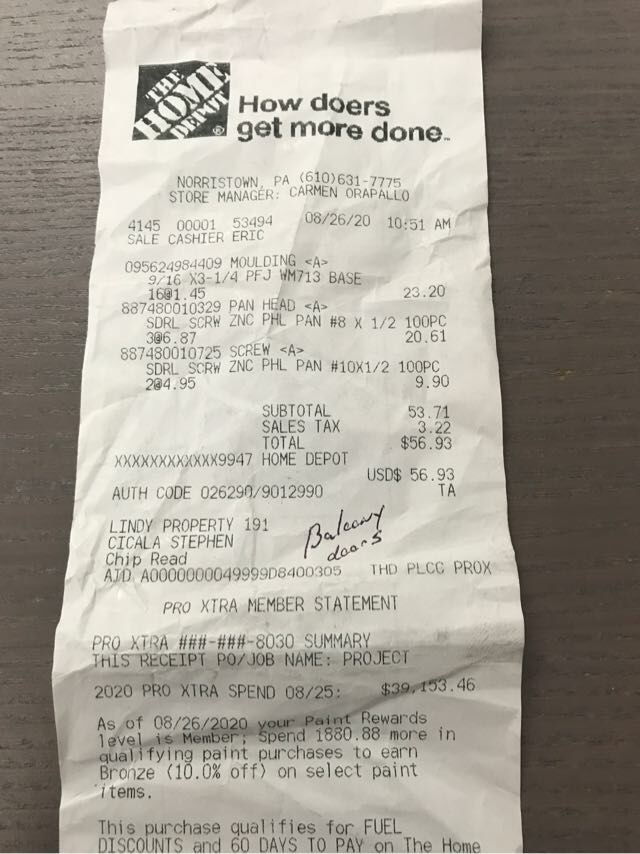 THE HOME DEPOT
How doers
get more done™
NORRISTOWN, PA (610)631-7775
STORE MANAGER: CARMEN ORAPALLO
4145 00001 53494 08/26/20 10:51 AM
SALE CASHIER ERIC
095624984409 MOULDING <A>
9/16 X3-1/4 PFJ WM713 BASE
16@1.45 23.20
887480010329 PAN HEAD <A>
SDRL SCRW ZNC PHL PAN #8 X 1/2 100PC
3@6.87 20.61
887480010725 SCREW <A>
SDRL SCRW ZNC PHL PAN #10X1/2 100PC
2@4.95 9.90
SUBTOTAL 53.71
SALES TAX 3.22
TOTAL $56.93
XXXXXXXXXXXX9947 HOME DEPOT
USD$ 56.93
AUTH CODE 026290/9012990 TA
LINDY PROPERTY 191
CICALA STEPHEN
Balcony
doors
Chip Read
AID A0000000049999D8400305 THD PLCC PROX
PRO XTRA MEMBER STATEMENT
PRO XTRA ###-###-8030 SUMMARY
THIS RECEIPT PO/JOB NAME: PROJECT
2020 PRO XTRA SPEND 08/25: $39,153.46
As of 08/26/2020 your Paint Rewards
level is Member; Spend 1880.88 more in
qualifying paint purchases to earn
Bronze (10.0% off) on select paint
items.
This purchase qualifies for FUEL
DISCOUNTS and 60 DAYS TO PAY on The Home